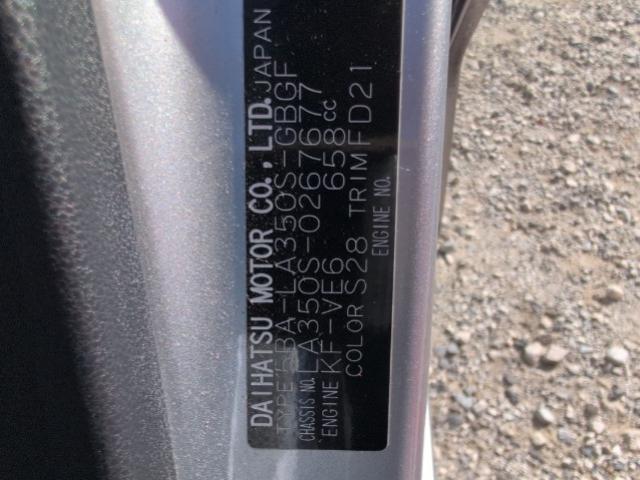 DAIHATSU MOTOR CO., LTD. JAPAN
TYPE 5BA-LA350S-GBGF
CHASSIS NO. LA350S-0267677
ENGINE KF-VE6 658cc
COLOR S28 TRIM FD21
ENGINE NO.